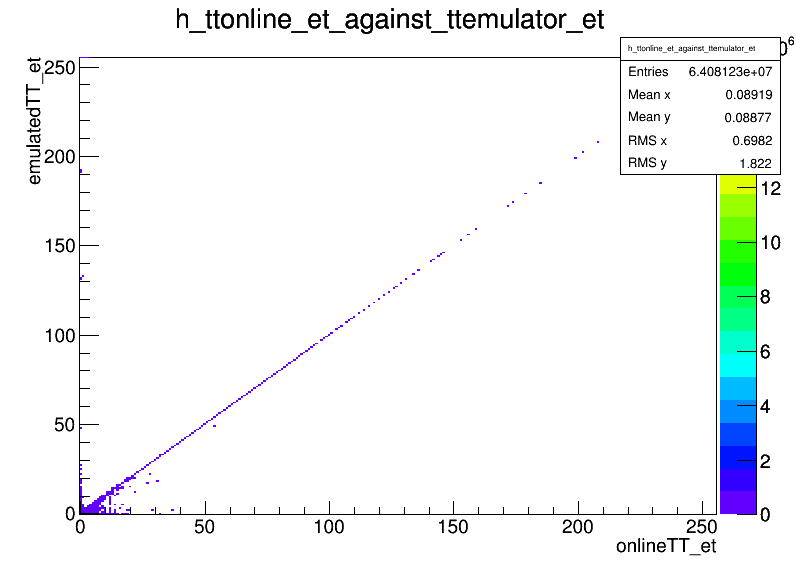 h_ttonline_et_against_ttemulator_et
h_ttonline_et_against_ttemulator_et
Entries 6.408123e+07
Mean x 0.08919
Mean y 0.08877
RMS x 0.6982
RMS y 1.822
emulatedTT_et
250
200
150
100
50
0
0 50 100 150 200 250
onlineTT_et
12
10
8
6
4
2
0